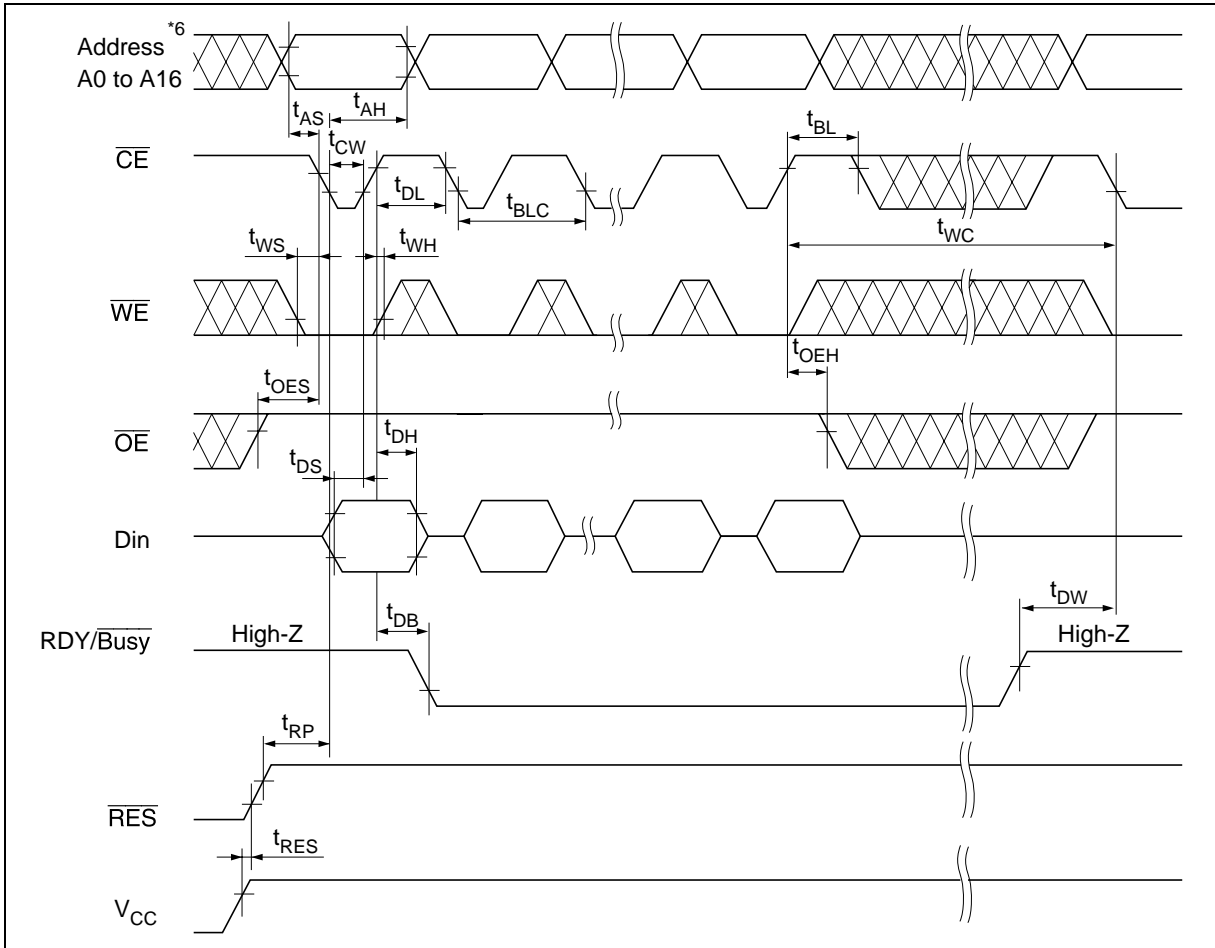 Address *6
A0 to A16
tAS
tAH
tBL
CE
tCW
tDL
tBLC
tWC
tWS
tWH
WE
tOEH
tOES
OE
tDH
tDS
Din
tDB
tDW
RDY/Busy
High-Z
High-Z
tRP
RES
tRES
VCC